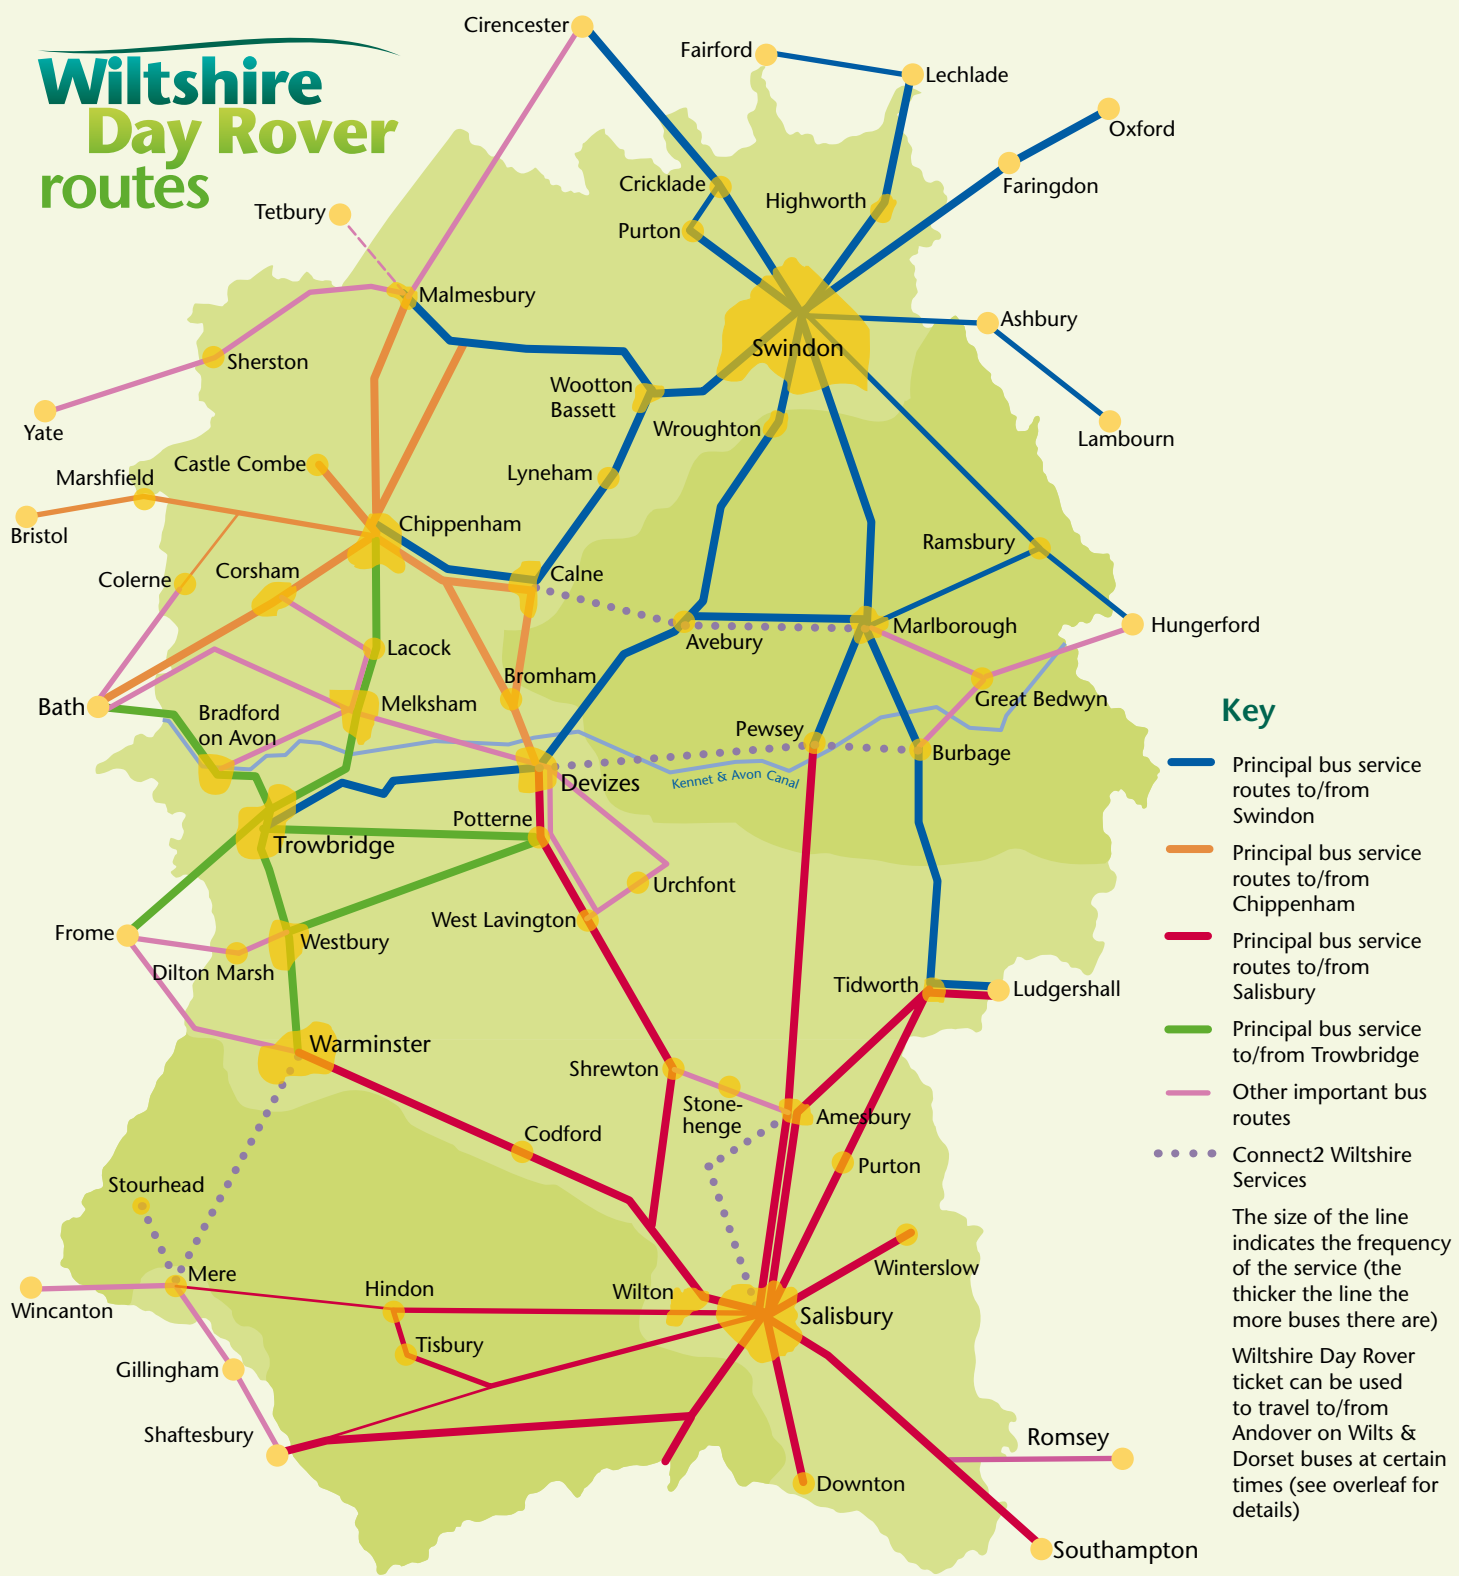 Wiltshire
Day Rover
routes
Cirencester
Fairford
Lechlade
Oxford
Faringdon
Cricklade
Highworth
Purton
Tetbury
Malmesbury
Ashbury
Swindon
Sherston
Wootton
Bassett
Yate
Wroughton
Lambourn
Castle Combe
Marshfield
Lyneham
Bristol
Chippenham
Ramsbury
Colerne
Corsham
Calne
Marlborough
Hungerford
Avebury
Lacock
Bromham
Great Bedwyn
Bath
Melksham
Bradford
on Avon
Pewsey
Burbage
Kennet & Avon Canal
Devizes
Potterne
Trowbridge
Urchfont
West Lavington
Frome
Westbury
Dilton Marsh
Tidworth
Ludgershall
Warminster
Shrewton
Stone-
henge
Amesbury
Codford
Purton
Stourhead
Winterslow
Mere
Hindon
Wilton
Wincanton
Salisbury
Tisbury
Gillingham
Shaftesbury
Romsey
Downton
Southampton
Key
Principal bus service
routes to/from
Swindon
Principal bus service
routes to/from
Chippenham
Principal bus service
routes to/from
Salisbury
Principal bus service
to/from Trowbridge
Other important bus
routes
Connect2 Wiltshire
Services
The size of the line
indicates the frequency
of the service (the
thicker the line the
more buses there are)
Wiltshire Day Rover
ticket can be used
to travel to/from
Andover on Wilts &
Dorset buses at certain
times (see overleaf for
details)